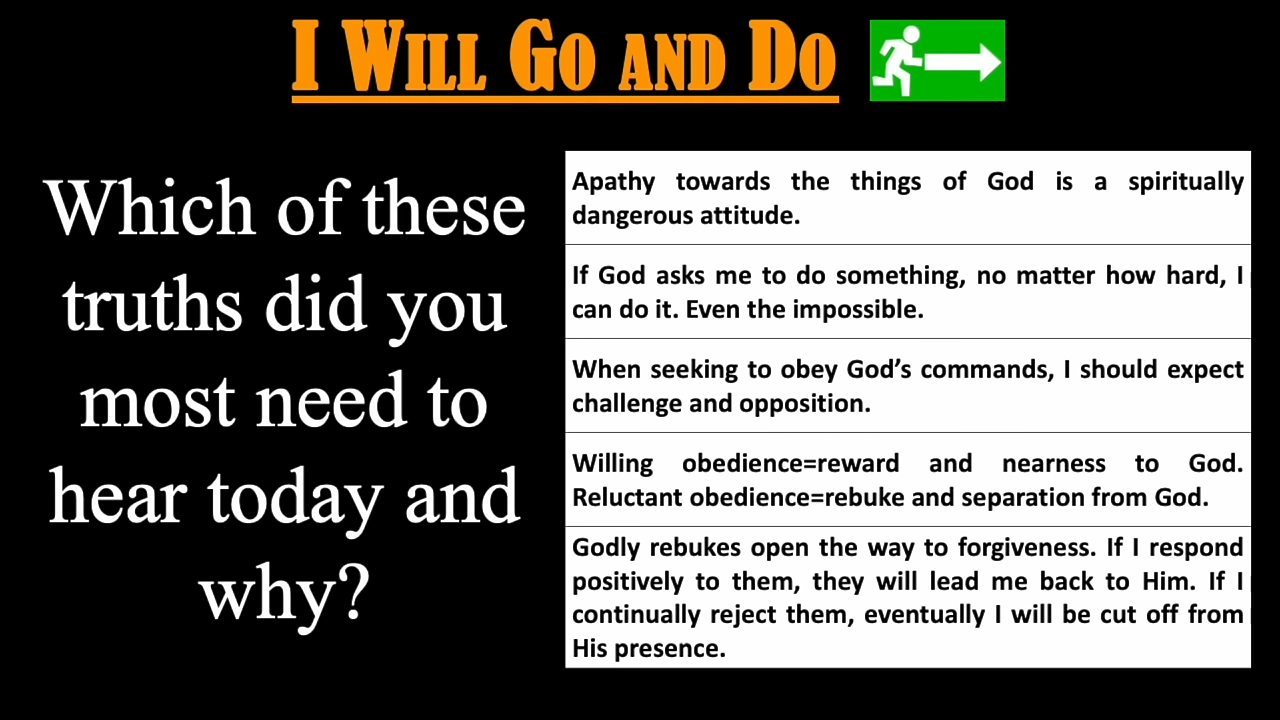 I WILL GO AND DO
Which of these
truths did you
most need to
hear today and
why?
Apathy towards the things of God is a spiritually
dangerous attitude.
If God asks me to do something, no matter how hard, I
can do it. Even the impossible.
When seeking to obey God’s commands, I should expect
challenge and opposition.
Willing obedience=reward and nearness to God.
Reluctant obedience=rebuke and separation from God.
Godly rebukes open the way to forgiveness. If I respond
positively to them, they will lead me back to Him. If I
continually reject them, eventually I will be cut off from
His presence.